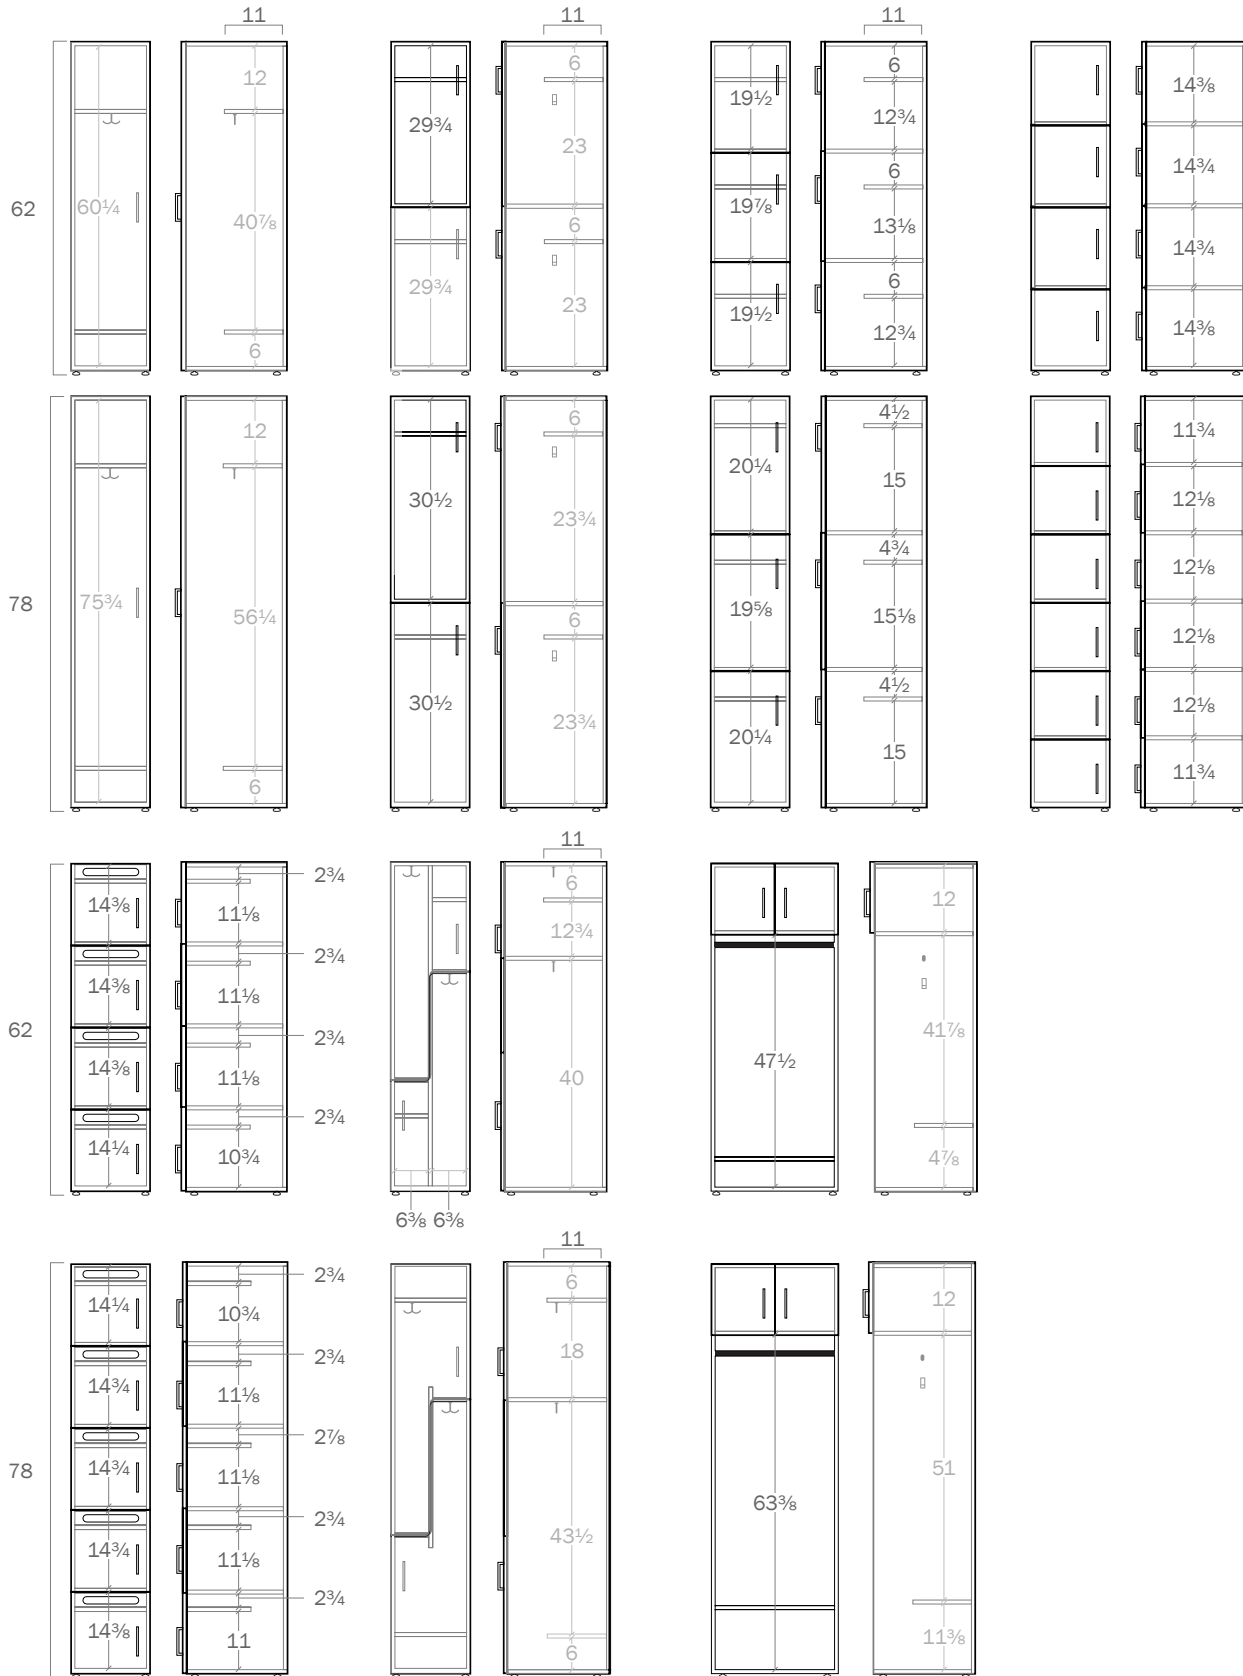 11 11 11
12 6 6
19½ 14⅜
29¾ 12¾
23
6 14¾
62 60¼ 40⅞ 19⅞
6 13⅛ 14¾
29¾ 6
23 19½ 12¾ 14⅜
6
12 6 4½
20¼ 11¾
30½ 23¾ 15 12⅛
4¾ 12⅛
78 75¾ 56¼ 19⅝ 15⅛
6 12⅛
4½
30½ 23¾ 20¼ 15 12⅛
6 11¾
11
2¾
14⅜ 11⅛ 6 12
12¾
2¾
14⅜ 11⅛
62 2¾ 41⅞
14⅜ 11⅛ 40 47½
2¾
14¼ 10¾ 4⅞
6⅜ 6⅜
11
2¾ 6
14¼ 10¾ 12
2¾ 18
14¾ 11⅛
2⅞
78 14¾ 11⅛ 51
2¾ 63⅜
14¾ 11⅛ 43½
2¾
14⅜ 11 6 11⅜